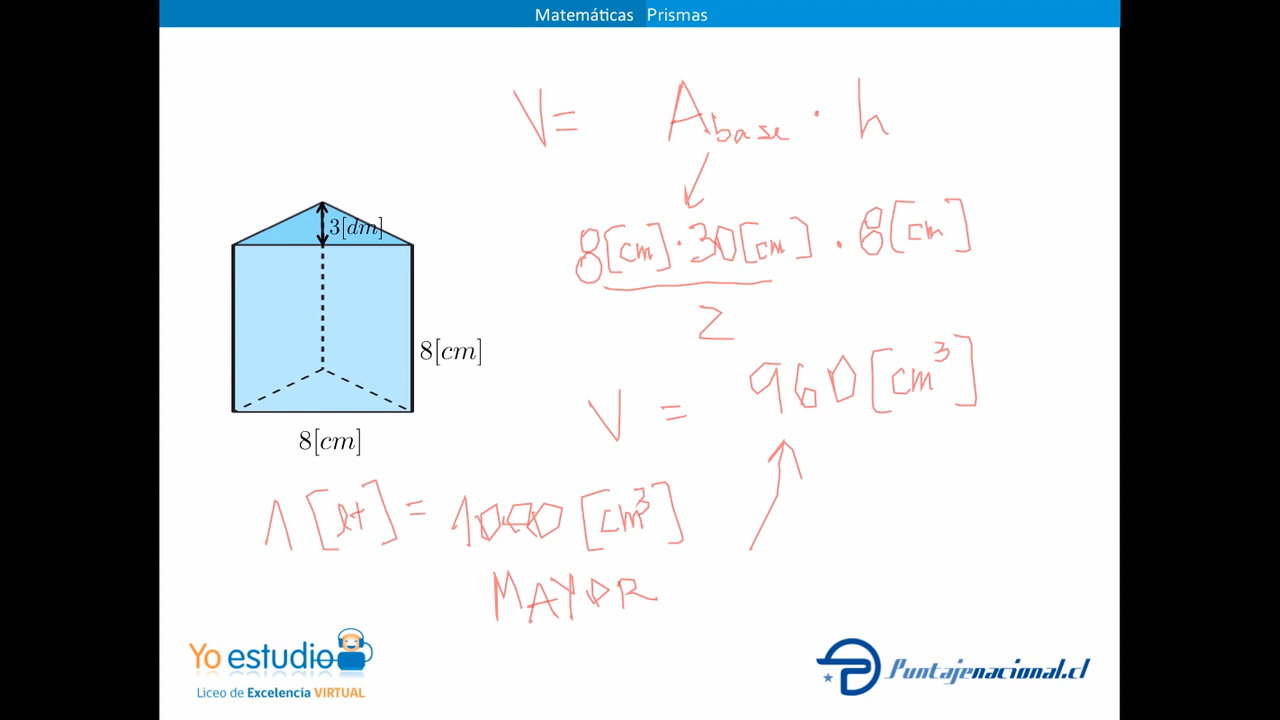 Matemáticas Prismas
V= Abase · h
3[dm]
8[cm]·30[cm] · 8[cm]
2
8[cm]
V = 960[cm³]
8[cm]
1[lt]= 1000[cm³]
MAYOR
Yo estudio
Liceo de Excelencia VIRTUAL
Puntajenacional.cl